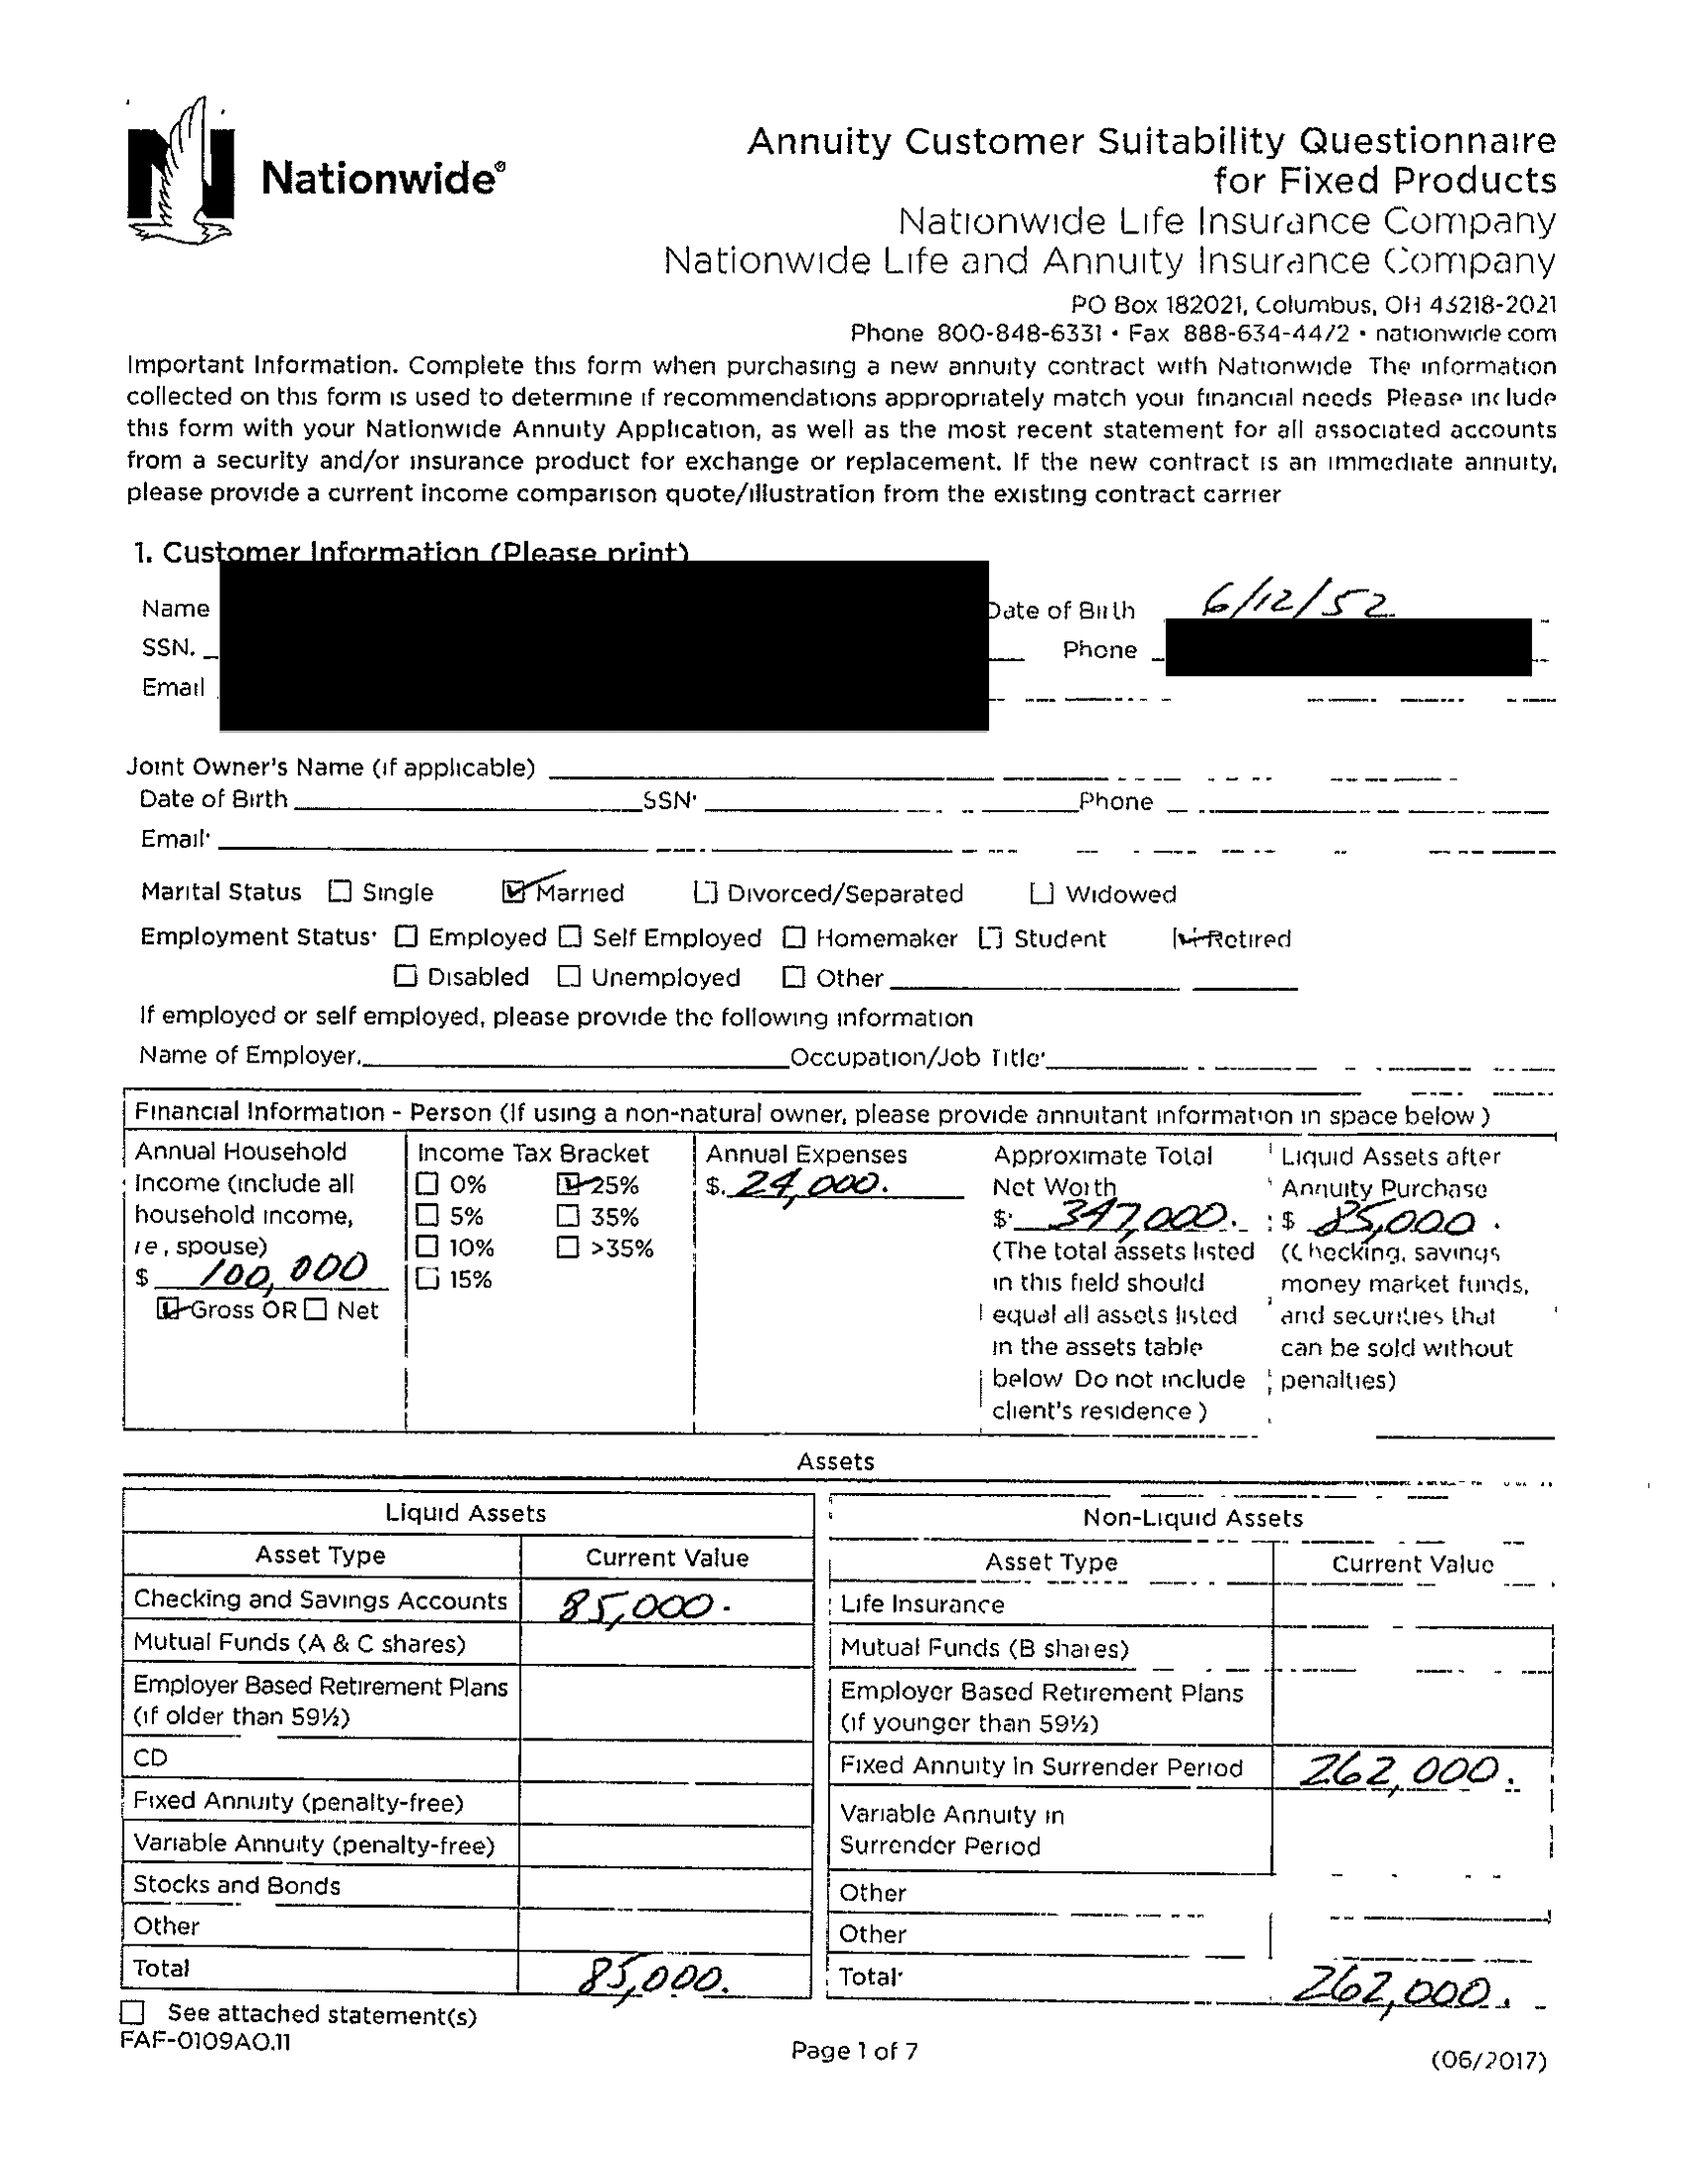 Nationwide®
Annuity Customer Suitability Questionnaire
for Fixed Products
Nationwide Life Insurance Company
Nationwide Life and Annuity Insurance Company
PO Box 182021, Columbus, OH 43218-2021
Phone 800-848-6331 • Fax 888-634-4472 • nationwide com
Important Information. Complete this form when purchasing a new annuity contract with Nationwide The information
collected on this form is used to determine if recommendations appropriately match your financial needs Please include
this form with your Nationwide Annuity Application, as well as the most recent statement for all associated accounts
from a security and/or insurance product for exchange or replacement. If the new contract is an immediate annuity,
please provide a current income comparison quote/illustration from the existing contract carrier
1. Customer Information (Please print)
Name Date of Birth 6/12/52
SSN. Phone
Email
Joint Owner's Name (if applicable)
Date of Birth SSN Phone
Email
Marital Status ☐ Single ☑ Married ☐ Divorced/Separated ☐ Widowed
Employment Status ☐ Employed ☐ Self Employed ☐ Homemaker ☐ Student ☑ Retired
☐ Disabled ☐ Unemployed ☐ Other
If employed or self employed, please provide the following information
Name of Employer. Occupation/Job Title
Financial Information - Person (If using a non-natural owner, please provide annuitant information in space below)
Annual Household
Income (include all
household income,
ie, spouse)
$ 100,000
☑ Gross OR ☐ Net
Income Tax Bracket
☐ 0% ☑ 25%
☐ 5% ☐ 35%
☐ 10% ☐ >35%
☐ 15%
Annual Expenses
$. 24,000.
Approximate Total
Net Worth
$ 347,000.
(The total assets listed
in this field should
equal all assets listed
in the assets table
below Do not include
client's residence)
Liquid Assets after
Annuity Purchase
$ 85,000.
(Checking, savings
money market funds,
and securities that
can be sold without
penalties)
Assets
Liquid Assets
Asset Type Current Value
Checking and Savings Accounts 85,000.
Mutual Funds (A & C shares)
Employer Based Retirement Plans
(if older than 59½)
CD
Fixed Annuity (penalty-free)
Variable Annuity (penalty-free)
Stocks and Bonds
Other
Total 85,000.
Non-Liquid Assets
Asset Type Current Value
Life Insurance
Mutual Funds (B shares)
Employer Based Retirement Plans
(if younger than 59½)
Fixed Annuity in Surrender Period 262,000.
Variable Annuity in
Surrender Period
Other
Other
Total 262,000.
☐ See attached statement(s)
FAF-0109AO.11
Page 1 of 7
(06/2017)